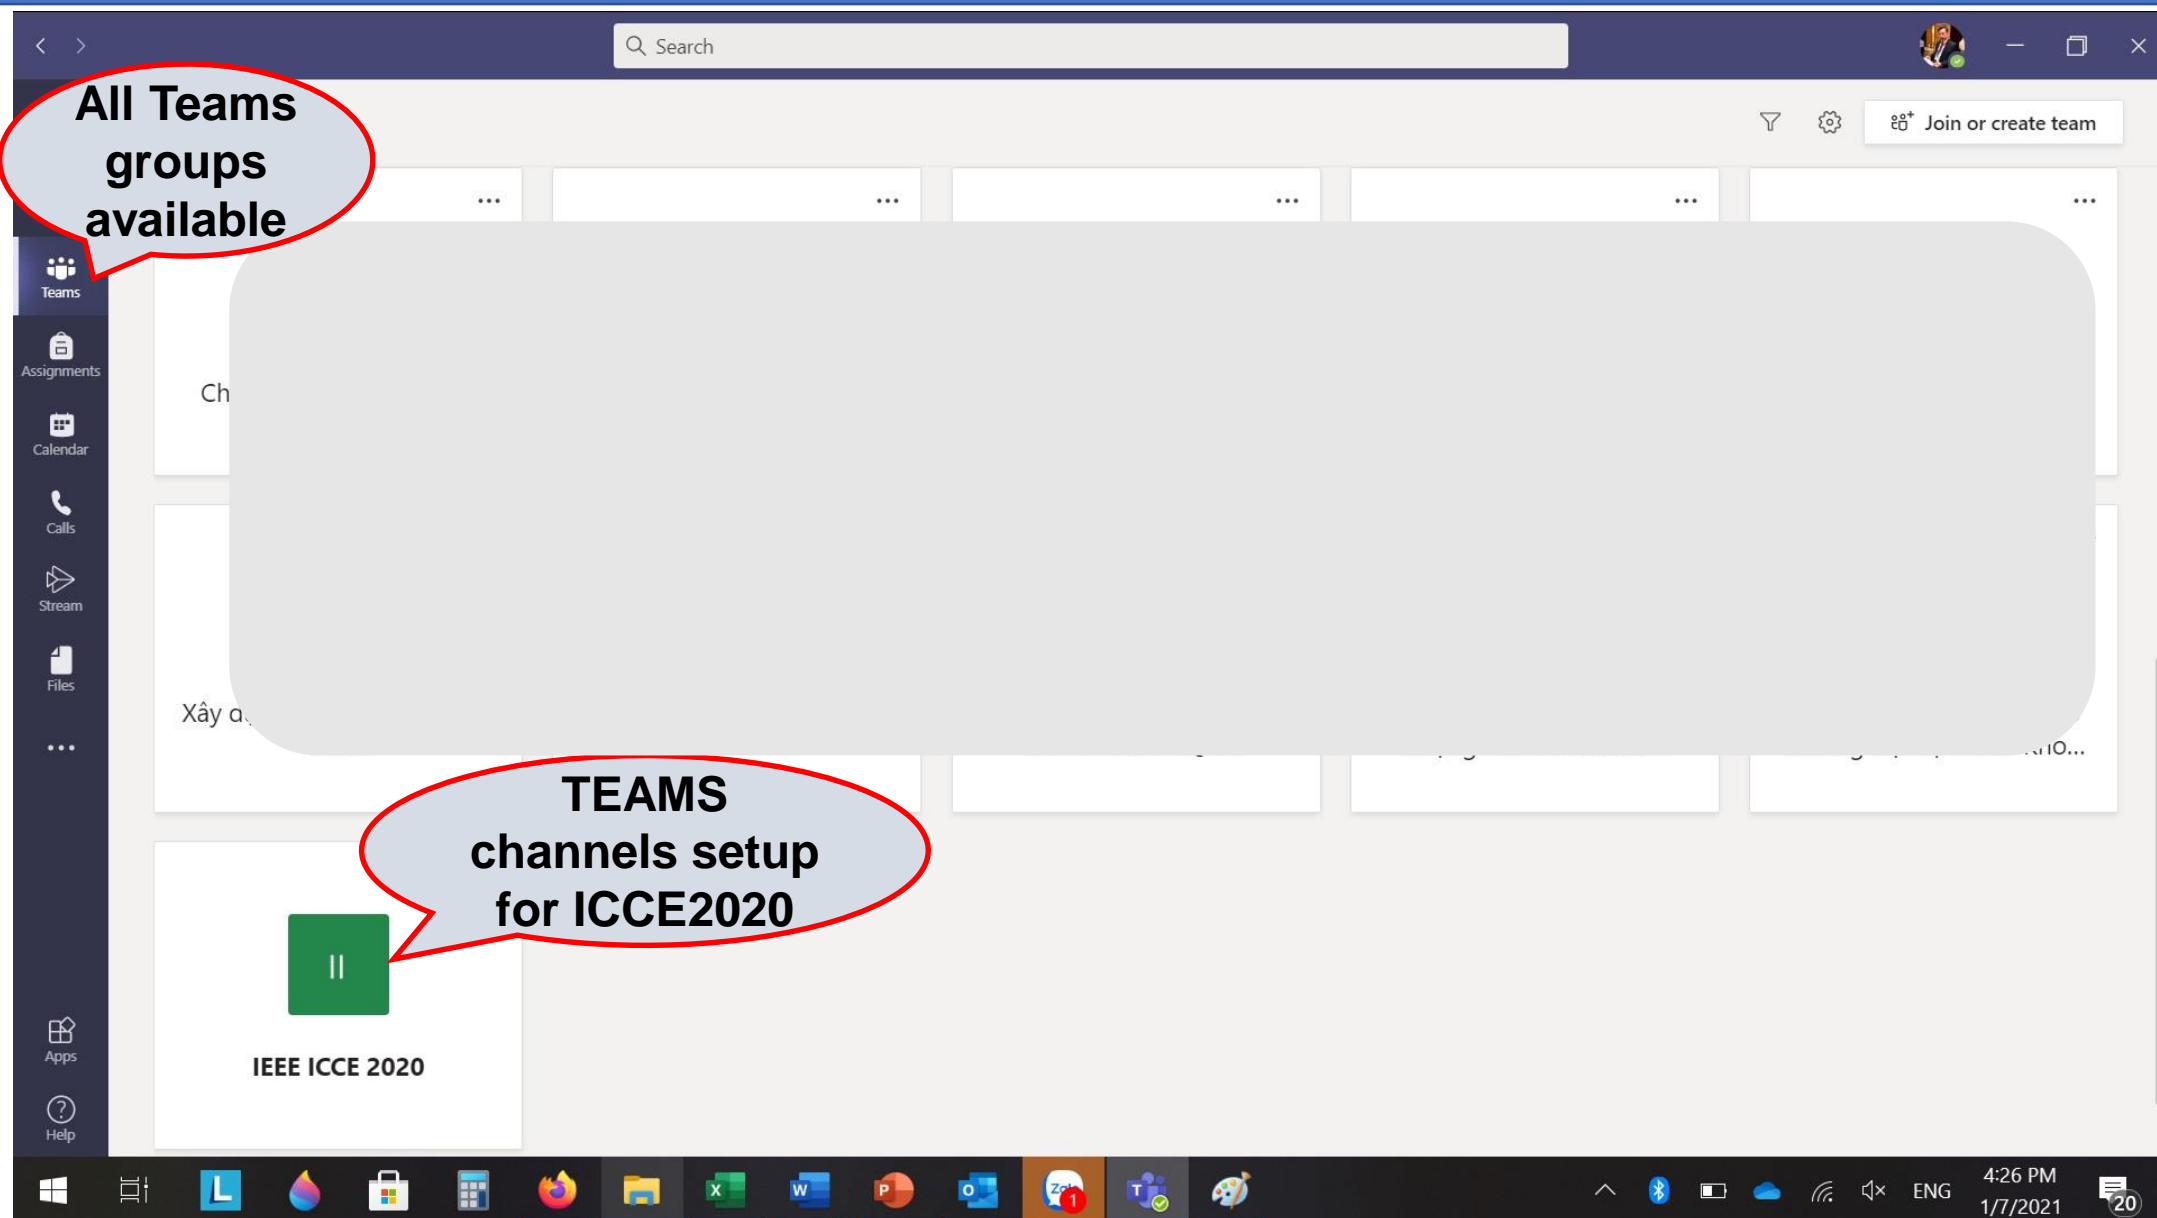 Search
All Teams
groups
available
Join or create team
Teams
Assignments
Ch
Calendar
Calls
Stream
Files
Xây
TEAMS
channels setup
for ICCE2020
II
IEEE ICCE 2020
Apps
Help
ENG
4:26 PM
1/7/2021
20